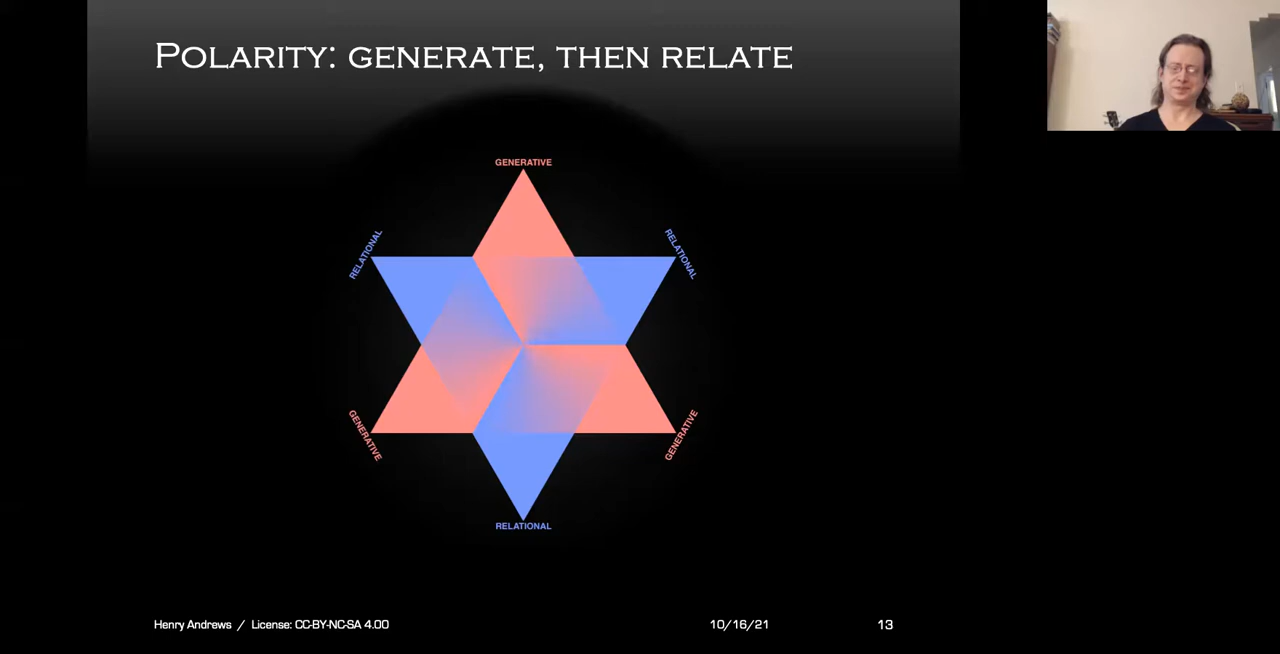 POLARITY: GENERATE, THEN RELATE
GENERATIVE
RELATIONAL
RELATIONAL
GENERATIVE
GENERATIVE
RELATIONAL
Henry Andrews / License: CC-BY-NC-SA 4.00
10/16/21
13